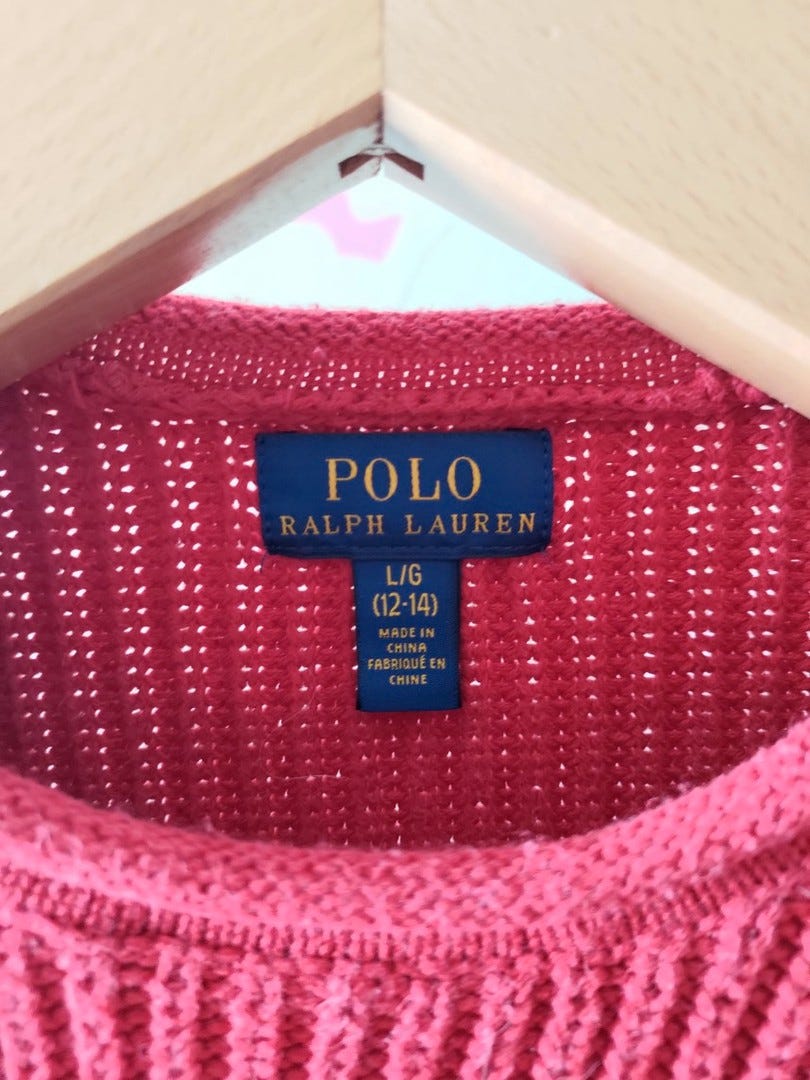 POLO
RALPH LAUREN
L/G
(12-14)
MADE IN
CHINA
FABRIQUÉ EN
CHINE